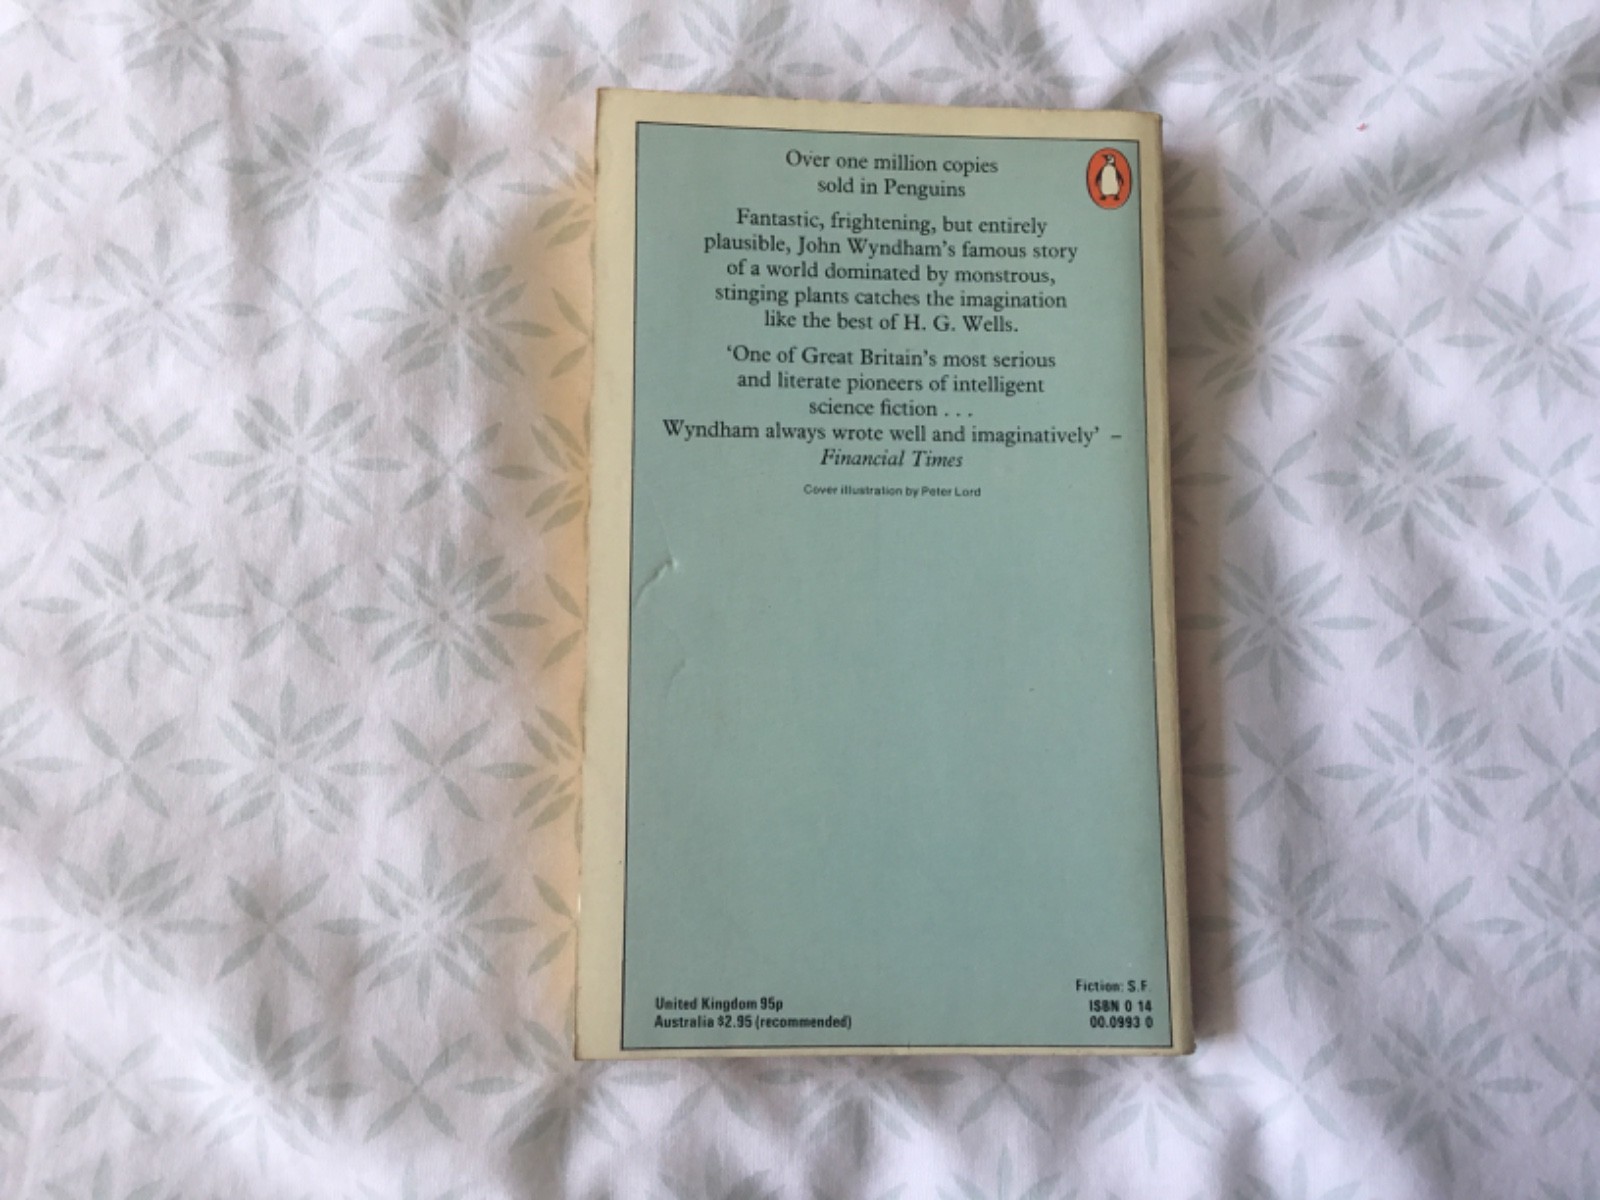 Over one million copies
sold in Penguins
Fantastic, frightening, but entirely
plausible, John Wyndham's famous story
of a world dominated by monstrous,
stinging plants catches the imagination
like the best of H. G. Wells.
'One of Great Britain's most serious
and literate pioneers of intelligent
science fiction . . .
Wyndham always wrote well and imaginatively' –
Financial Times
Cover illustration by Peter Lord
United Kingdom 95p
Australia $2.95 (recommended)
Fiction: S.F.
ISBN 0 14
00.0993 0